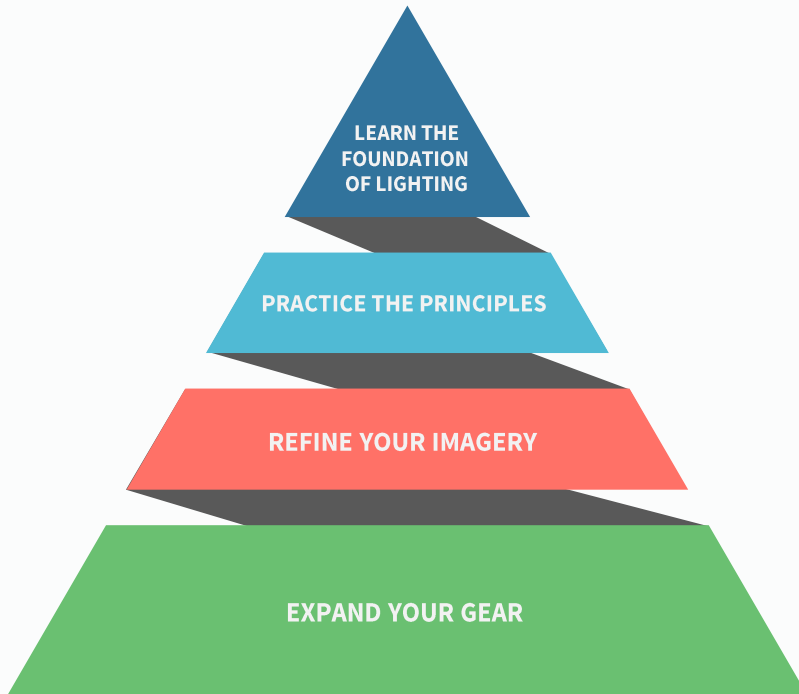 LEARN THE
FOUNDATION
OF LIGHTING
PRACTICE THE PRINCIPLES
REFINE YOUR IMAGERY
EXPAND YOUR GEAR